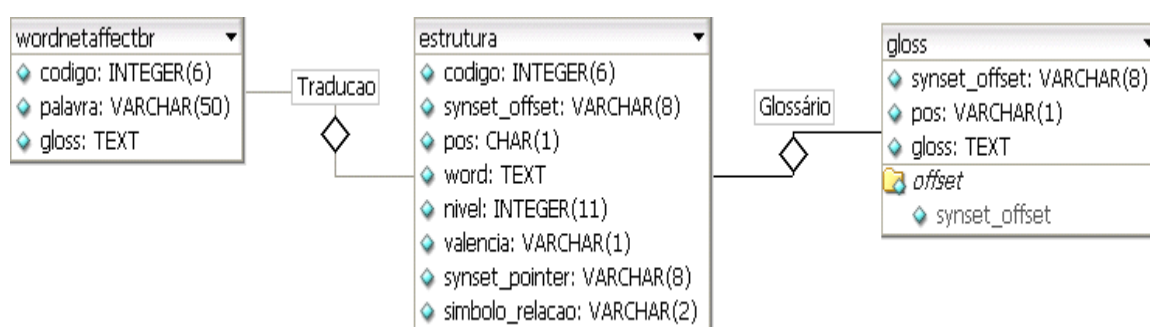 wordnetaffectbr
codigo: INTEGER(6)
palavra: VARCHAR(50)
gloss: TEXT
Traducao
estrutura
codigo: INTEGER(6)
synset_offset: VARCHAR(8)
pos: CHAR(1)
word: TEXT
nivel: INTEGER(11)
valencia: VARCHAR(1)
synset_pointer: VARCHAR(8)
simbolo_relacao: VARCHAR(2)
Glossário
gloss
synset_offset: VARCHAR(8)
pos: VARCHAR(1)
gloss: TEXT
offset
synset_offset